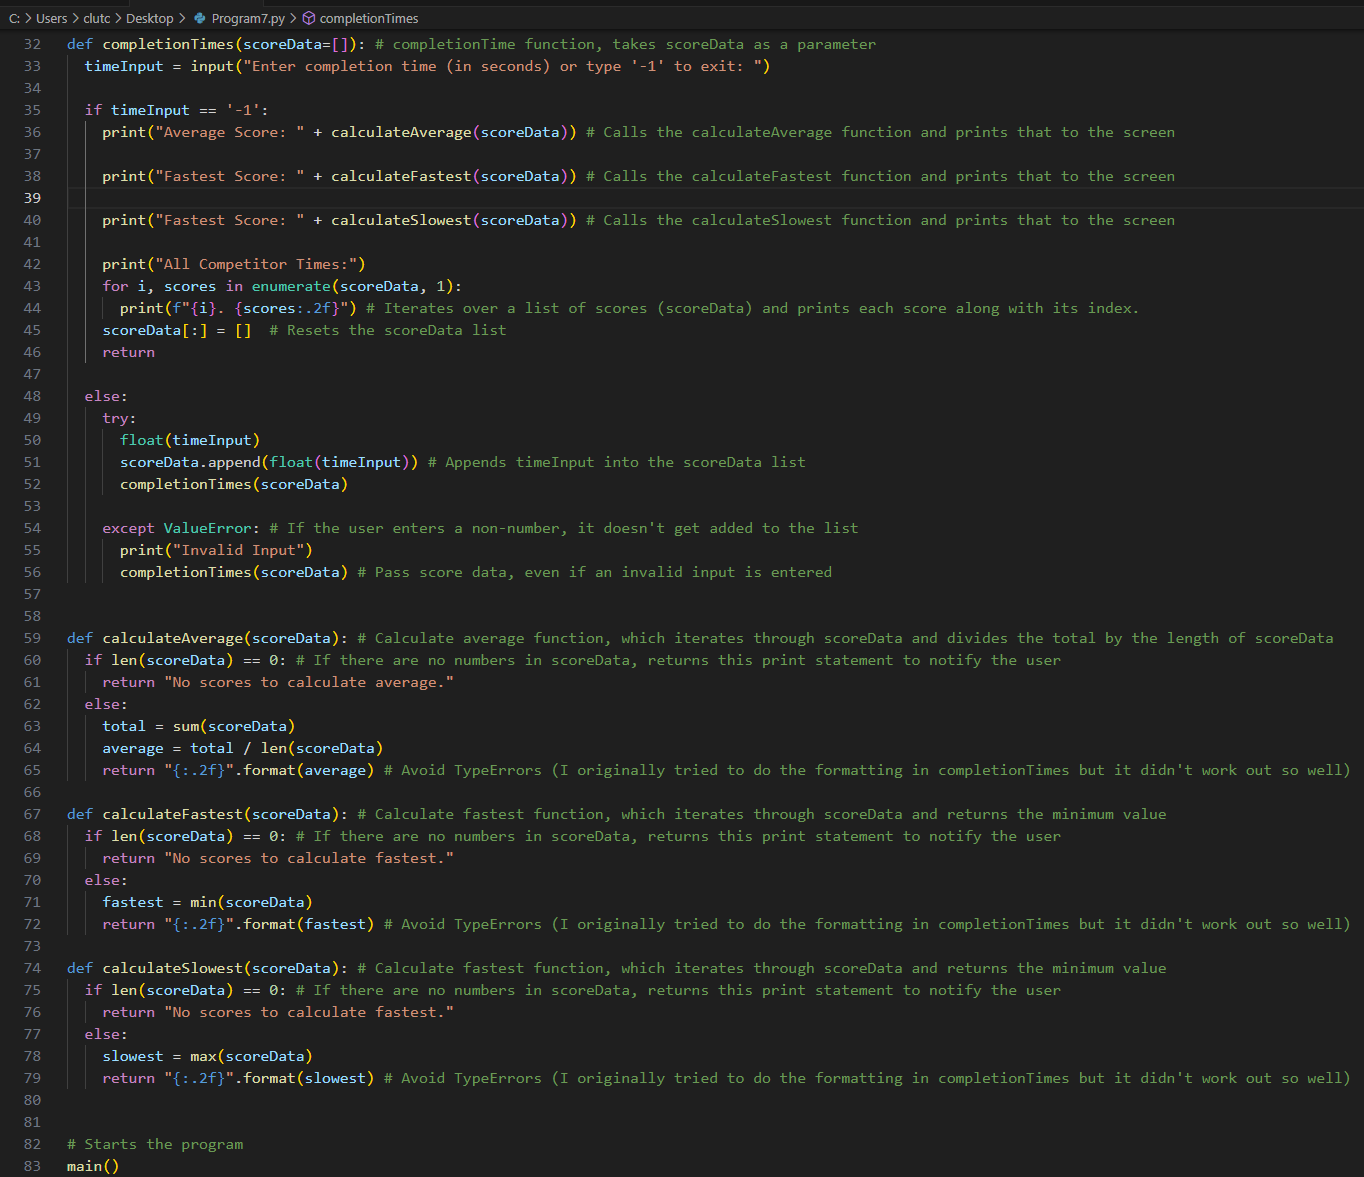 C: > Users > clutc > Desktop > Program7.py > completionTimes
32 def completionTimes(scoreData=[]): # completionTime function, takes scoreData as a parameter
33   timeInput = input("Enter completion time (in seconds) or type '-1' to exit: ")
34
35   if timeInput == '-1':
36     print("Average Score: " + calculateAverage(scoreData)) # Calls the calculateAverage function and prints that to the screen
37
38     print("Fastest Score: " + calculateFastest(scoreData)) # Calls the calculateFastest function and prints that to the screen
39
40     print("Fastest Score: " + calculateSlowest(scoreData)) # Calls the calculateSlowest function and prints that to the screen
41
42     print("All Competitor Times:")
43     for i, scores in enumerate(scoreData, 1):
44       print(f"{i}. {scores:.2f}") # Iterates over a list of scores (scoreData) and prints each score along with its index.
45     scoreData[:] = []  # Resets the scoreData list
46     return
47
48   else:
49     try:
50       float(timeInput)
51       scoreData.append(float(timeInput)) # Appends timeInput into the scoreData list
52       completionTimes(scoreData)
53
54     except ValueError: # If the user enters a non-number, it doesn't get added to the list
55       print("Invalid Input")
56       completionTimes(scoreData) # Pass score data, even if an invalid input is entered
57
58
59 def calculateAverage(scoreData): # Calculate average function, which iterates through scoreData and divides the total by the length of scoreData
60   if len(scoreData) == 0: # If there are no numbers in scoreData, returns this print statement to notify the user
61     return "No scores to calculate average."
62   else:
63     total = sum(scoreData)
64     average = total / len(scoreData)
65     return "{:.2f}".format(average) # Avoid TypeErrors (I originally tried to do the formatting in completionTimes but it didn't work out so well)
66
67 def calculateFastest(scoreData): # Calculate fastest function, which iterates through scoreData and returns the minimum value
68   if len(scoreData) == 0: # If there are no numbers in scoreData, returns this print statement to notify the user
69     return "No scores to calculate fastest."
70   else:
71     fastest = min(scoreData)
72     return "{:.2f}".format(fastest) # Avoid TypeErrors (I originally tried to do the formatting in completionTimes but it didn't work out so well)
73
74 def calculateSlowest(scoreData): # Calculate fastest function, which iterates through scoreData and returns the minimum value
75   if len(scoreData) == 0: # If there are no numbers in scoreData, returns this print statement to notify the user
76     return "No scores to calculate fastest."
77   else:
78     slowest = max(scoreData)
79     return "{:.2f}".format(slowest) # Avoid TypeErrors (I originally tried to do the formatting in completionTimes but it didn't work out so well)
80
81
82 # Starts the program
83 main()